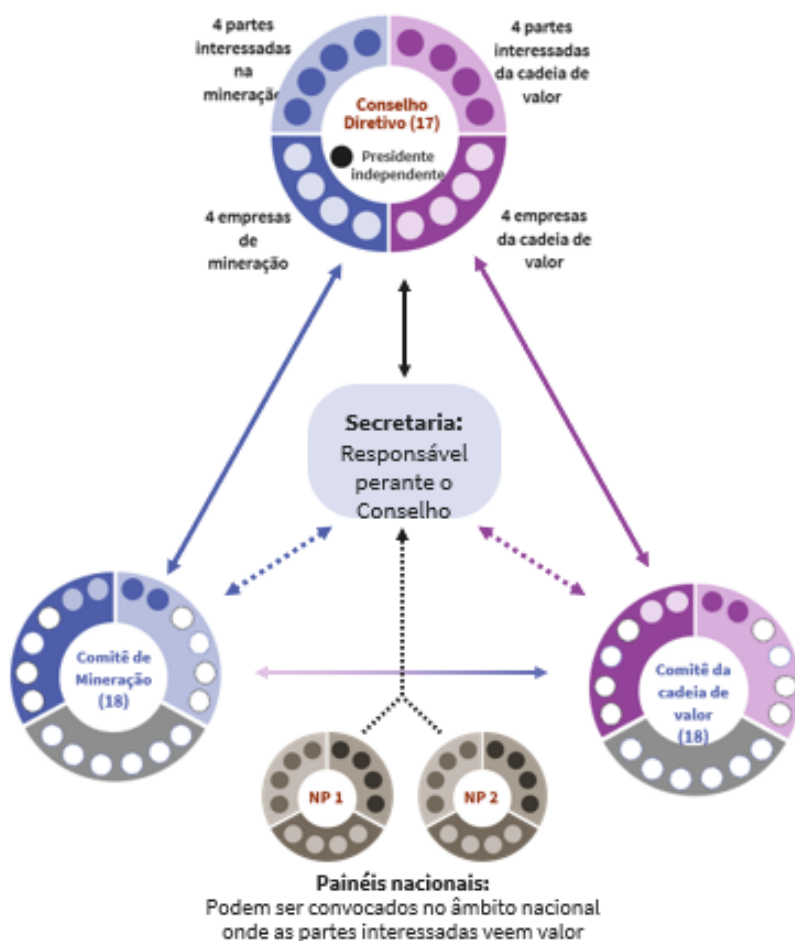 4 partes
interessadas
na
mineração
4 partes
interessadas
da cadeia de
valor
Conselho
Diretivo (17)
Presidente
independente
4 empresas
de
mineração
4 empresas
da cadeia de
valor
Secretaria:
Responsável
perante o
Conselho
Comitê de
Mineração
(18)
Comitê da
cadeia de
valor
(18)
NP 1
NP 2
Painéis nacionais:
Podem ser convocados no âmbito nacional
onde as partes interessadas veem valor